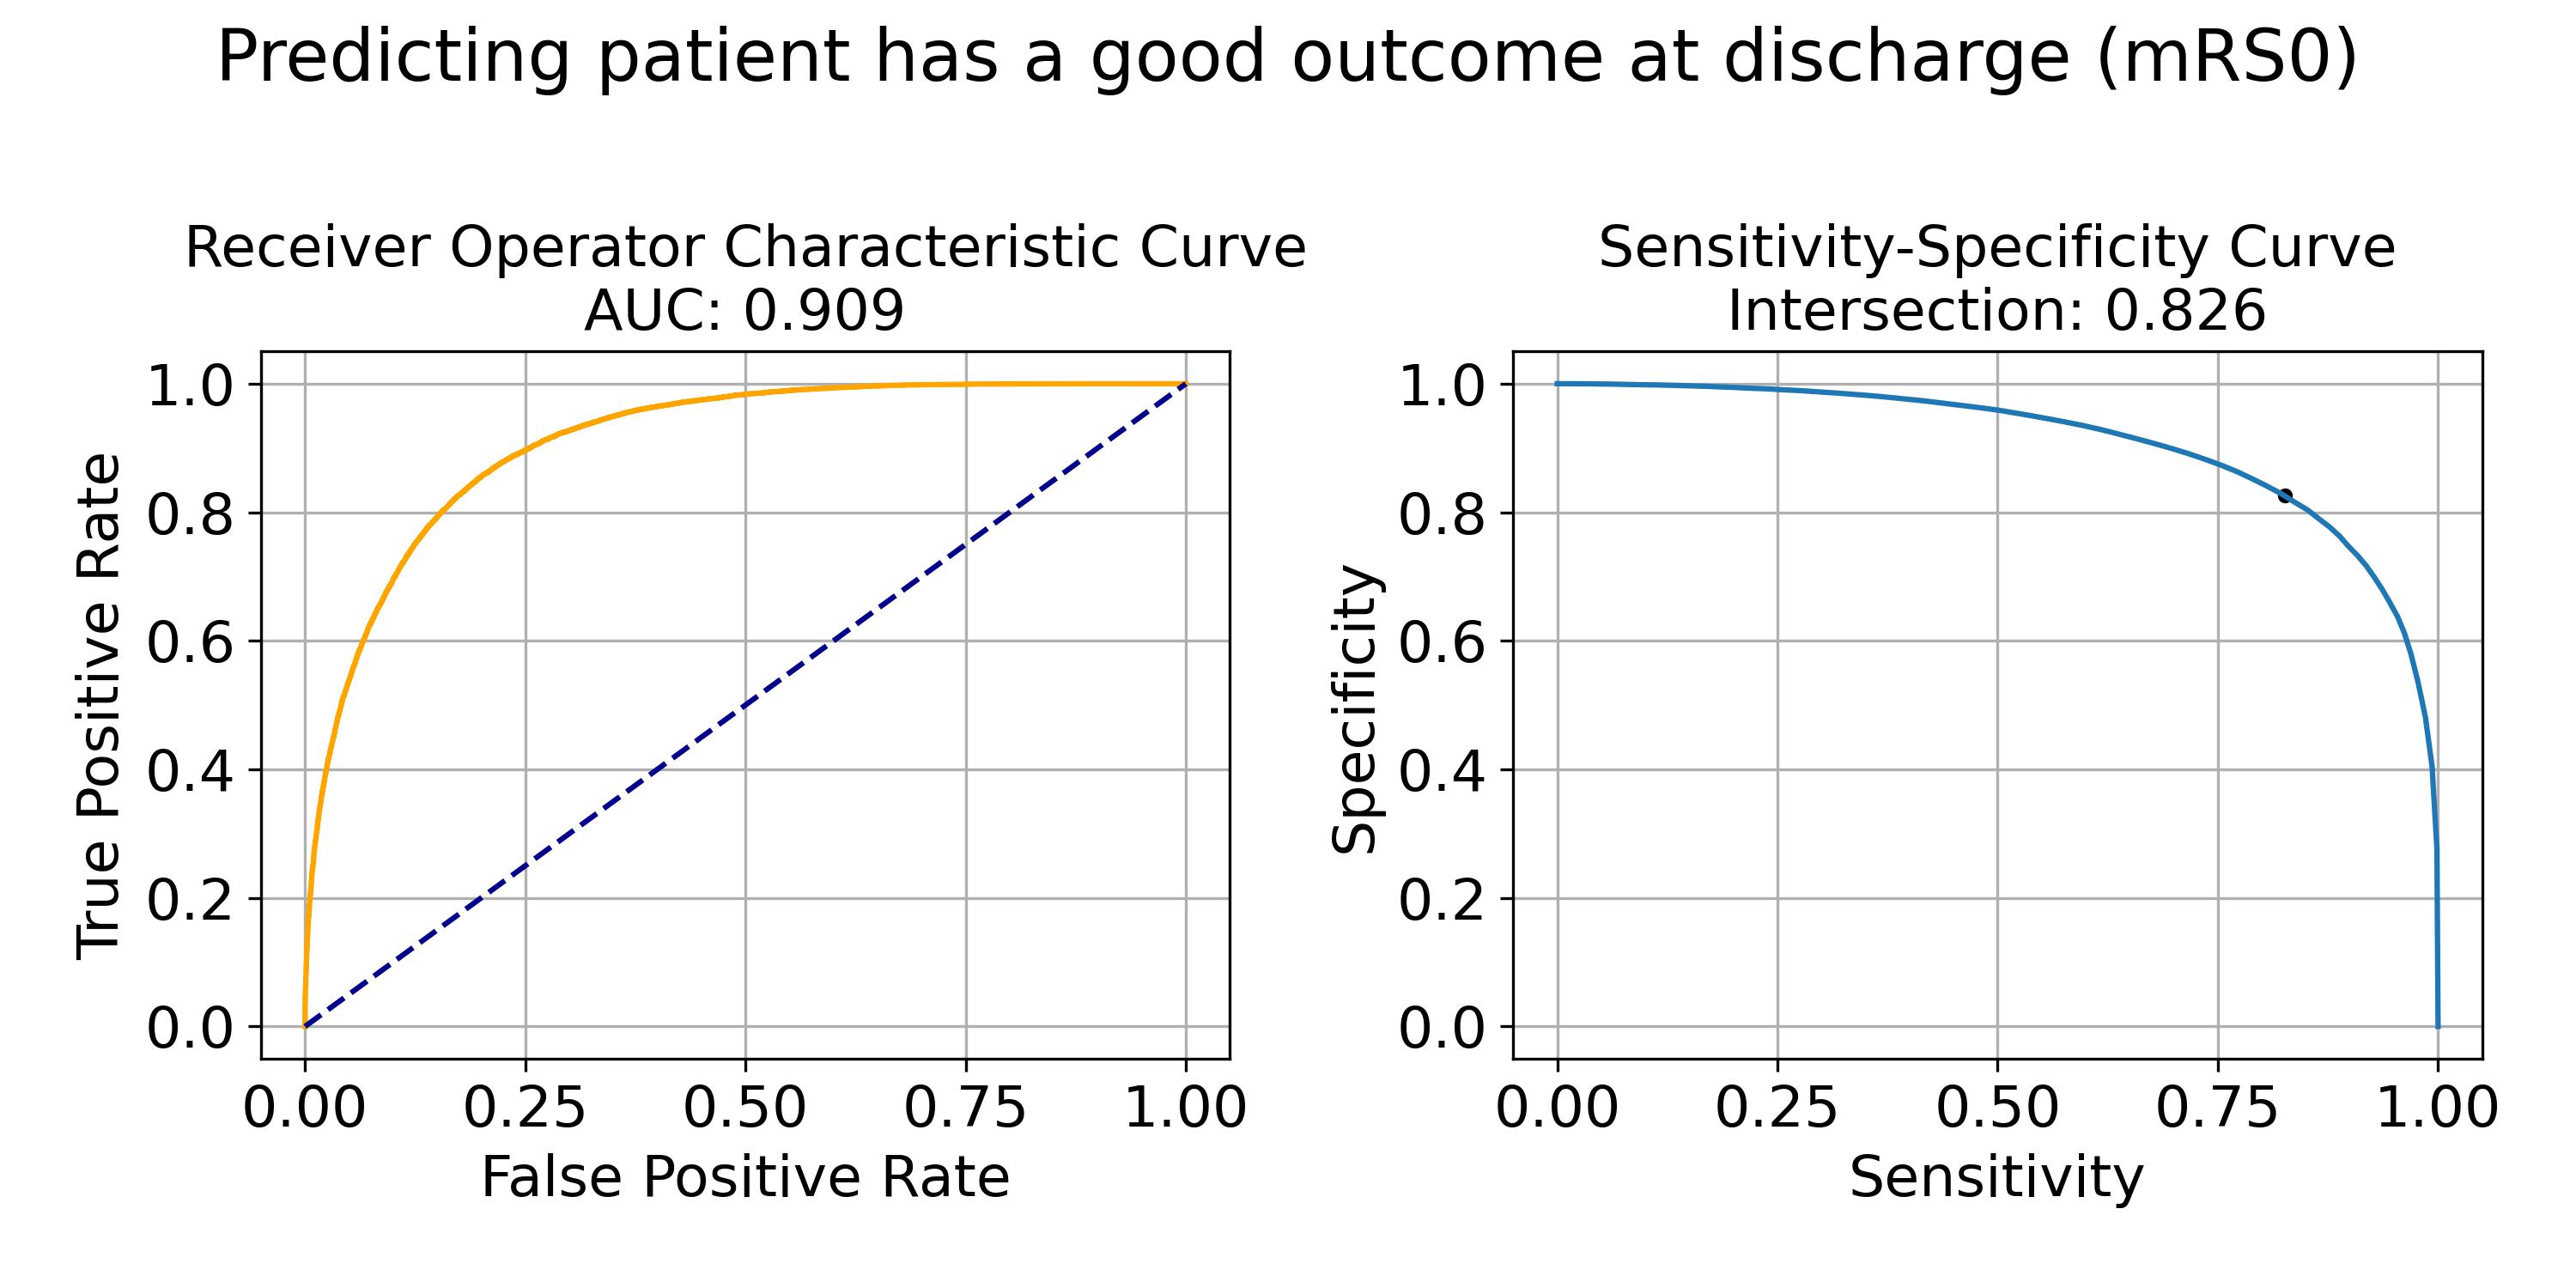 Predicting patient has a good outcome at discharge (mRS0)
Receiver Operator Characteristic Curve
AUC: 0.909
1.0
0.8
0.6
0.4
0.2
0.0
True Positive Rate
0.00 0.25 0.50 0.75 1.00
False Positive Rate
Sensitivity-Specificity Curve
Intersection: 0.826
1.0
0.8
0.6
0.4
0.2
0.0
Specificity
0.00 0.25 0.50 0.75 1.00
Sensitivity